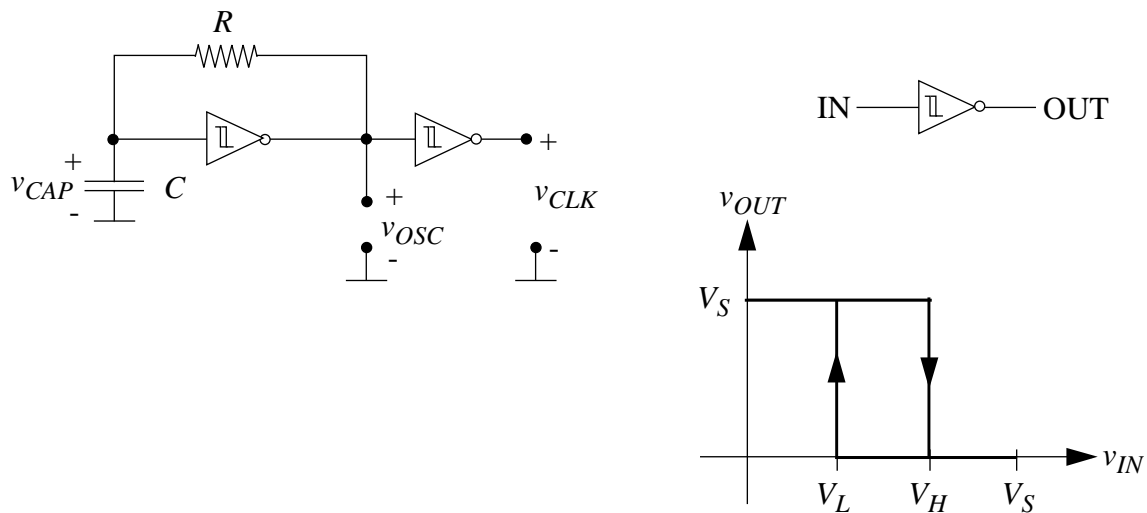 R
IN OUT
+
v_CAP C
-
+
v_OSC
-
+
v_CLK
-
v_OUT
V_S
V_L V_H V_S
v_IN